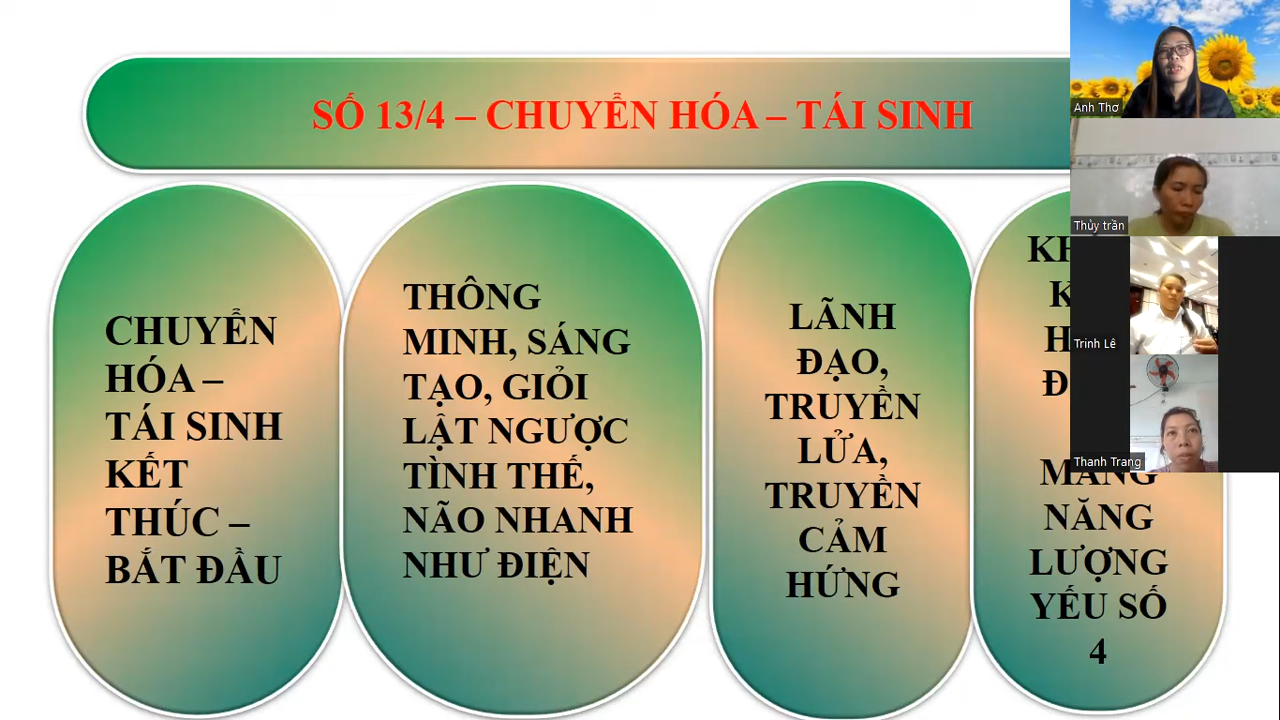 SỐ 13/4 – CHUYỂN HÓA – TÁI SINH
CHUYỂN
HÓA –
TÁI SINH
KẾT
THÚC –
BẮT ĐẦU
THÔNG
MINH, SÁNG
TẠO, GIỎI
LẬT NGƯỢC
TÌNH THẾ,
NÃO NHANH
NHƯ ĐIỆN
LÃNH
ĐẠO,
TRUYỀN
LỬA,
TRUYỀN
CẢM
HỨNG
MANG
NĂNG
LƯỢNG
YẾU SỐ
4
Anh Thơ
Thủy trần
Trinh Lê
Thanh Trang